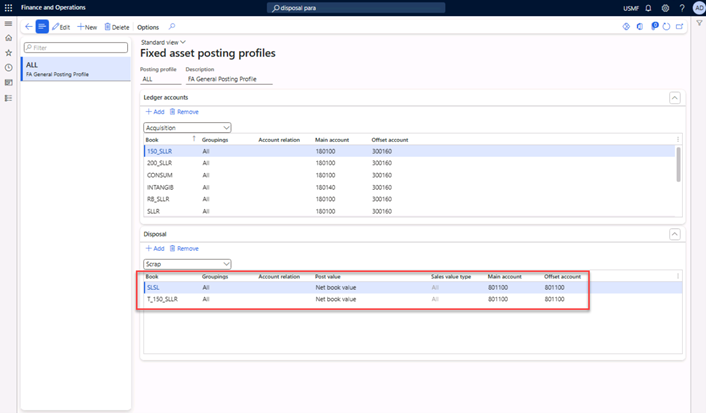 Finance and Operations
disposal para
USMF
?
AD
Edit
New
Delete
Options
Filter
ALL
FA General Posting Profile
Standard view
Fixed asset posting profiles
Posting profile Description
ALL FA General Posting Profile
Ledger accounts
Add Remove
Acquisition
Book Groupings Account relation Main account Offset account
150_SLLR All 180100 300160
200_SLLR All 180100 300160
CONSUM All 180100 300160
INTANGIB All 180140 300160
RB_SLLR All 180100 300160
SLLR All 180100 300160
Disposal
Add Remove
Scrap
Book Groupings Account relation Post value Sales value type Main account Offset account
SLSL All Net book value All 801100 801100
T_150_SLLR All Net book value All 801100 801100